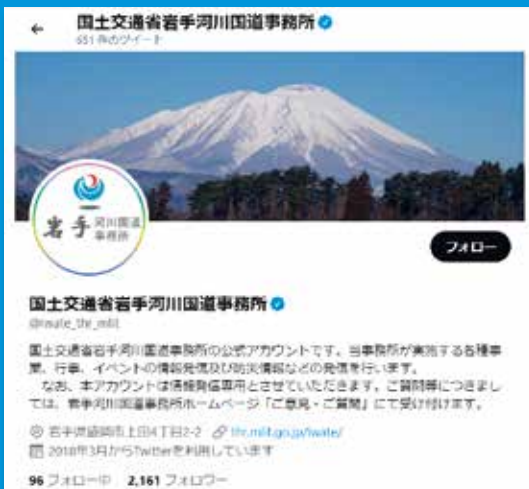 国土交通省岩手河川国道事務所
651 件のツイート
岩手 河川国道
事務所
フォロー
国土交通省岩手河川国道事務所
@iwate_thr_mlit
国土交通省岩手河川国道事務所の公式アカウントです。当事務所が実施する各種事
業、行事、イベントの情報発信及び防災情報などの発信を行います。
なお、本アカウントは情報発信専用とさせていただきます。ご質問等につきまし
ては、岩手河川国道事務所ホームページ「ご意見・ご質問」にて受け付けます。
岩手県盛岡市上田4丁目2-2 thr.mlit.go.jp/iwate/
2018年3月からTwitterを利用しています
96 フォロー中 2,161 フォロワー